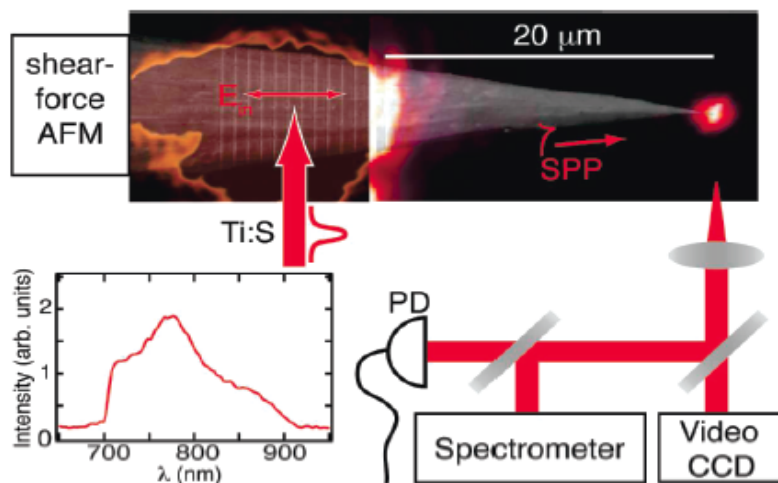 shear-
force
AFM
20 μm
E_in
SPP
Ti:S
PD
Intensity (arb. units)
2
1
0
700
800
900
λ (nm)
Spectrometer
Video
CCD